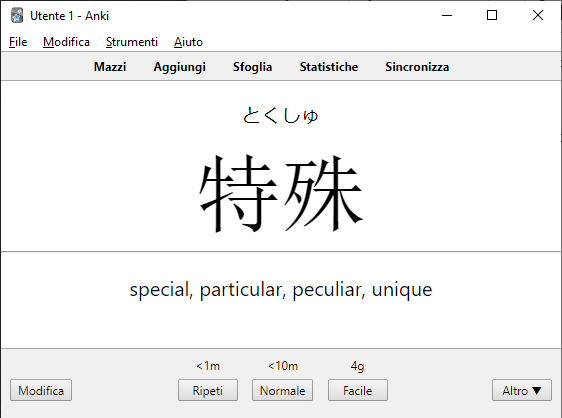 Utente 1 - Anki
File Modifica Strumenti Aiuto
Mazzi Aggiungi Sfoglia Statistiche Sincronizza
とくしゅ
特殊
special, particular, peculiar, unique
<1m <10m 4g
Modifica Ripeti Normale Facile Altro ▼